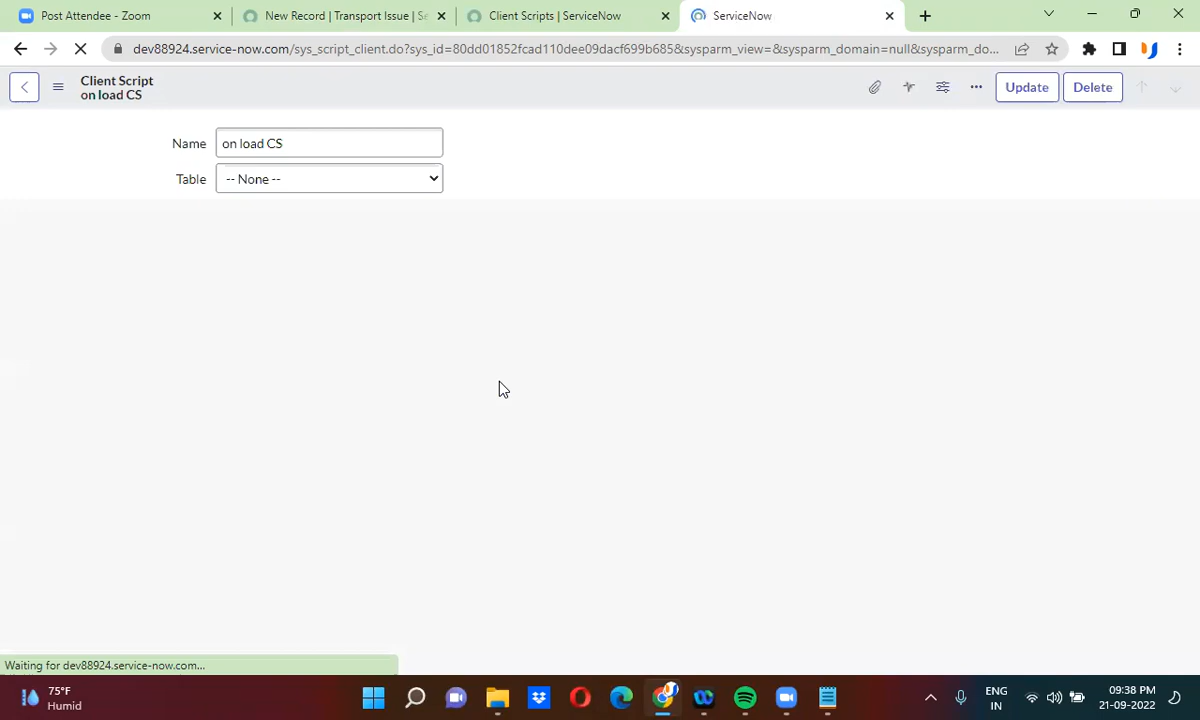 Post Attendee - Zoom
New Record | Transport Issue | Se
Client Scripts | ServiceNow
ServiceNow
dev88924.service-now.com/sys_script_client.do?sys_id=80dd01852fcad110dee09dacf699b685&sysparm_view=&sysparm_domain=null&sysparm_do...
Client Script
on load CS
Update
Delete
Name
on load CS
Table
-- None --
Waiting for dev88924.service-now.com...
75°F
Humid
ENG
IN
09:38 PM
21-09-2022